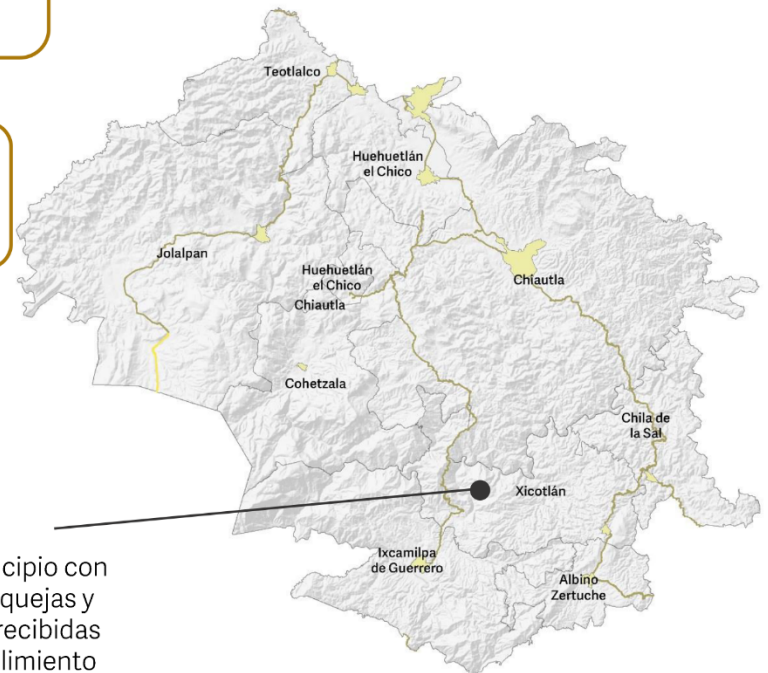 Teotlalco
Huehuetlán
el Chico
Jolalpan
Huehuetlán
el Chico
Chiautla
Chiautla
Cohetzala
Chila de
la Sal
Xicotlán
Ixcamilpa
de Guerrero
Albino
Zertuche
cipio con
quejas y
recibidas
limiento